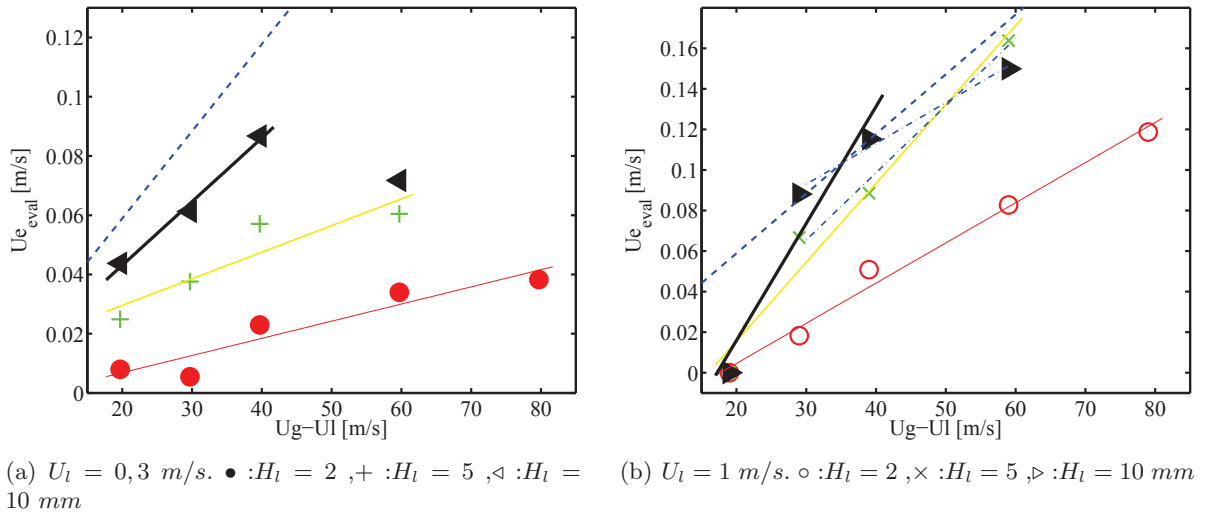 0.12
0.1
0.08
0.06
0.04
0.02
0
Ue_eval [m/s]
20 30 40 50 60 70 80
Ug−Ul [m/s]
0.16
0.14
0.12
0.1
0.08
0.06
0.04
0.02
0
Ue_eval [m/s]
20 30 40 50 60 70 80
Ug−Ul [m/s]
(a) U_l = 0,3 m/s. • :H_l = 2 ,+ :H_l = 5 ,◃ :H_l =
10 mm
(b) U_l = 1 m/s. ○ :H_l = 2 ,× :H_l = 5 ,▹ :H_l = 10 mm